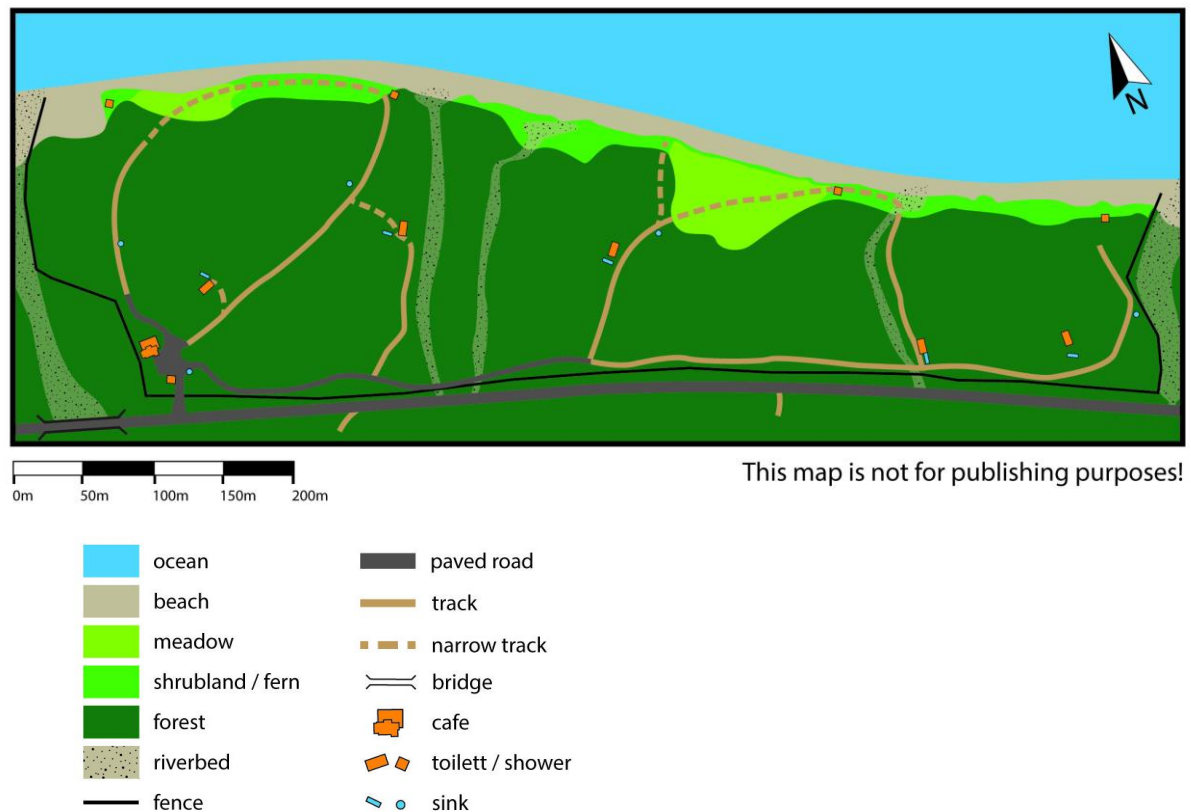 N
0m 50m 100m 150m 200m
This map is not for publishing purposes!
ocean
beach
meadow
shrubland / fern
forest
riverbed
fence
paved road
track
narrow track
bridge
cafe
toilett / shower
sink